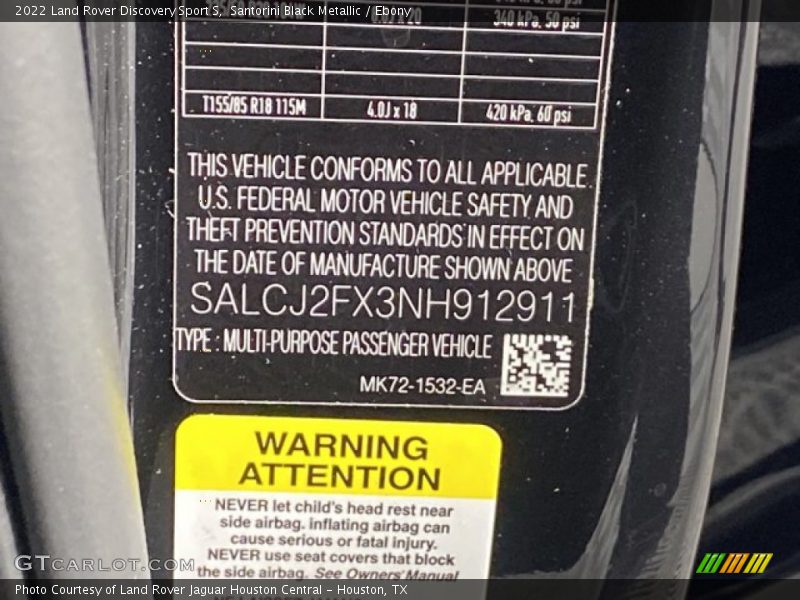 2022 Land Rover Discovery Sport S, Santorini Black Metallic / Ebony
340 kPa, 50 psi
T155/85 R18 115M 4.0J x 18 420 kPa, 60 psi
THIS VEHICLE CONFORMS TO ALL APPLICABLE
U.S. FEDERAL MOTOR VEHICLE SAFETY AND
THEFT PREVENTION STANDARDS IN EFFECT ON
THE DATE OF MANUFACTURE SHOWN ABOVE
SALCJ2FX3NH912911
TYPE : MULTI-PURPOSE PASSENGER VEHICLE
MK72-1532-EA
WARNING
ATTENTION
NEVER let child's head rest near
side airbag. inflating airbag can
cause serious or fatal injury.
NEVER use seat covers that block
the side airbag. See Owners' Manual
GTCARLOT.COM
Photo Courtesy of Land Rover Jaguar Houston Central - Houston, TX